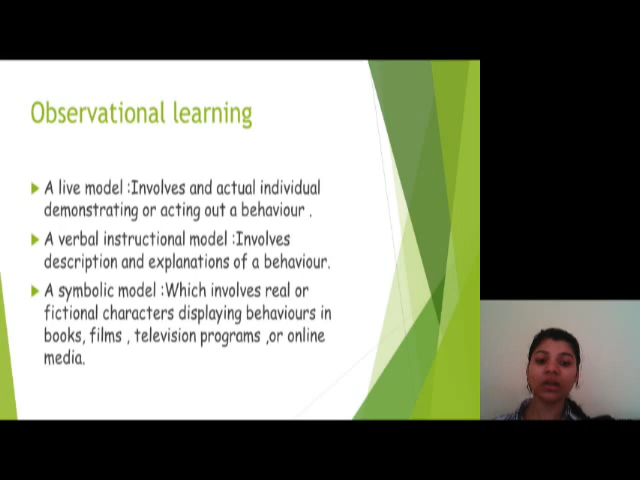 Observational learning
A live model :Involves and actual individual
demonstrating or acting out a behaviour .
A verbal instructional model :Involves
description and explanations of a behaviour.
A symbolic model :Which involves real or
fictional characters displaying behaviours in
books, films , television programs ,or online
media.